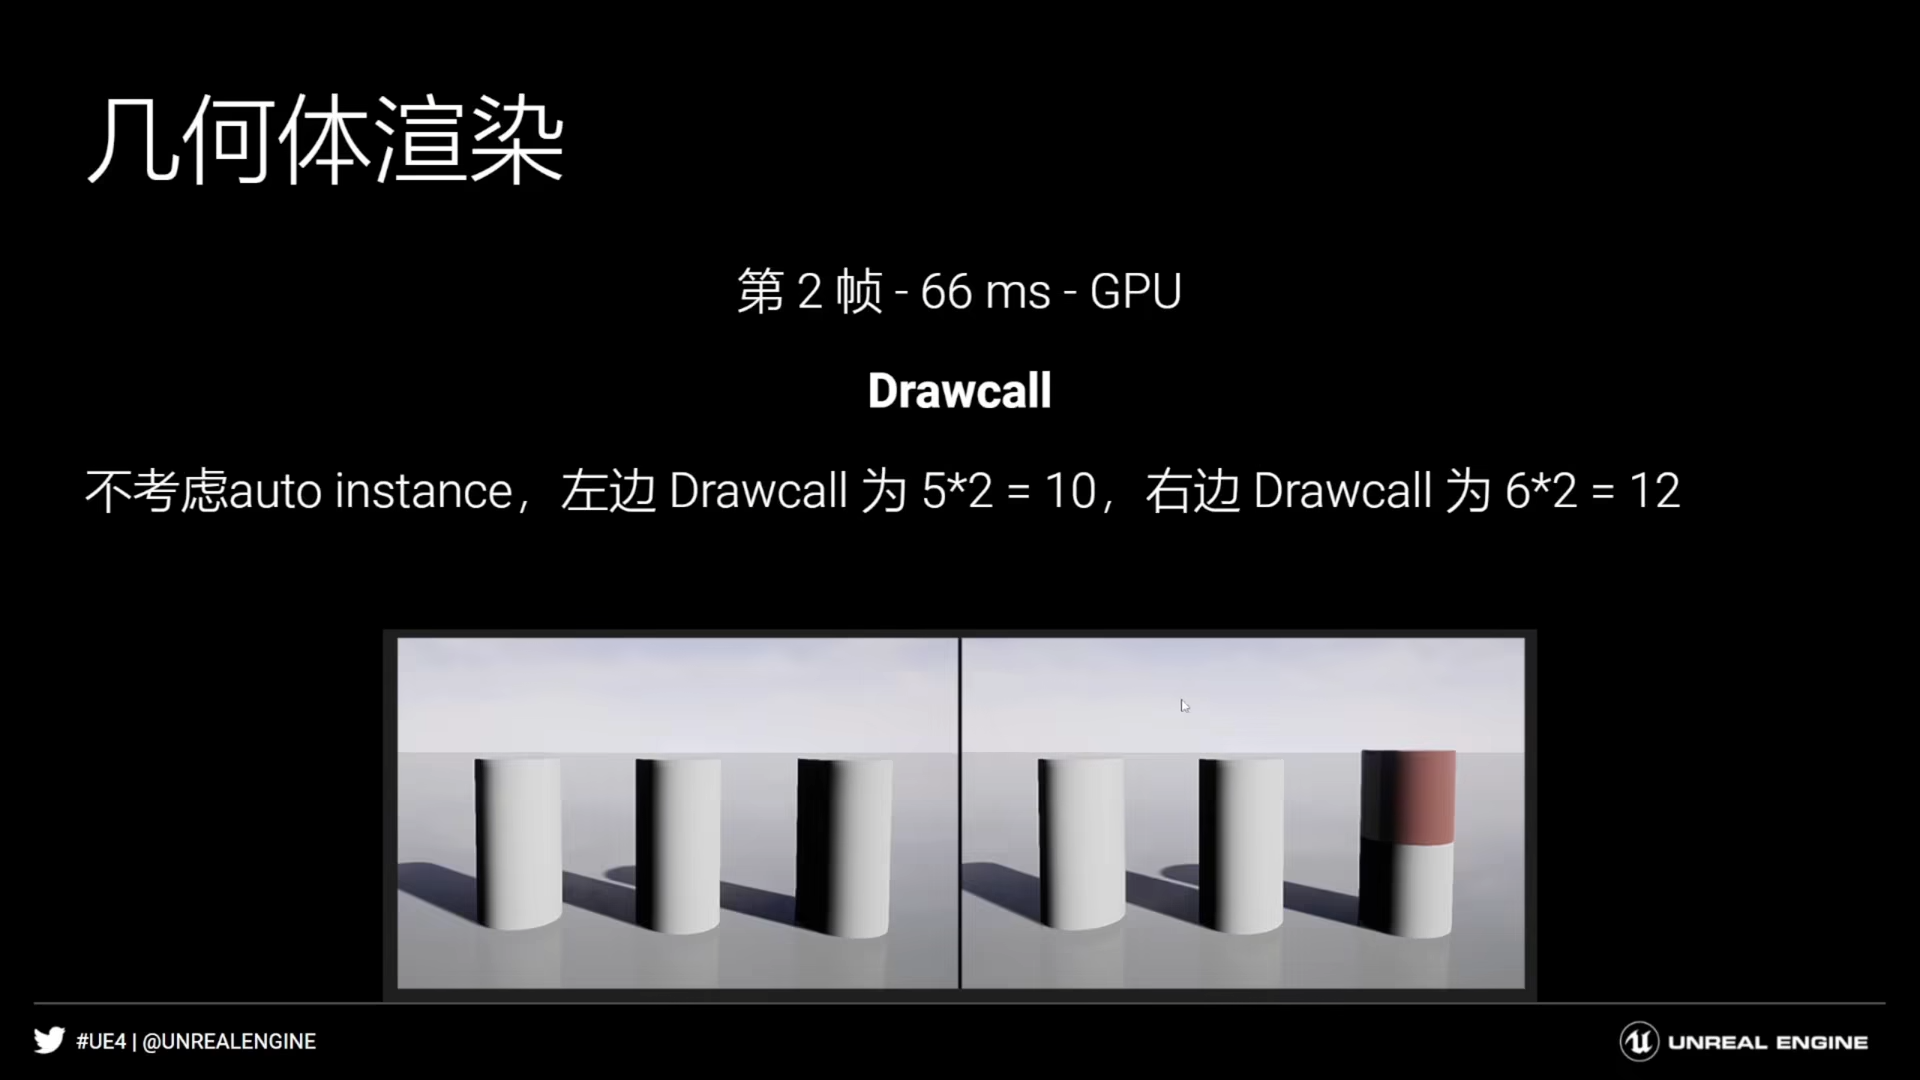 几何体渲染
第 2 帧 - 66 ms - GPU
Drawcall
不考虑auto instance，左边 Drawcall 为 5*2 = 10，右边 Drawcall 为 6*2 = 12
#UE4 | @UNREALENGINE
UNREAL ENGINE